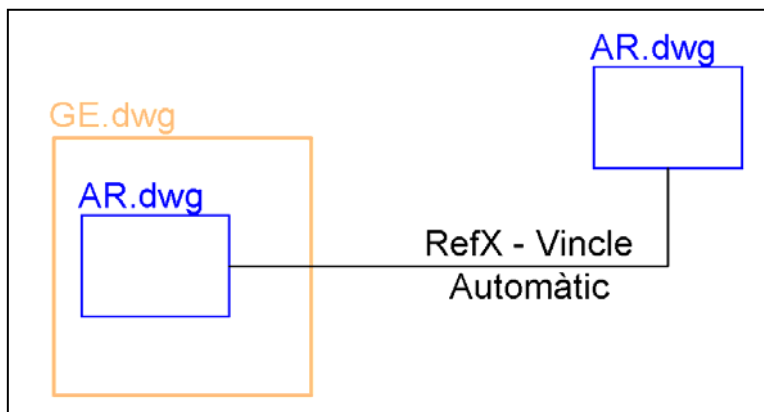 AR.dwg
GE.dwg
AR.dwg
RefX - Vincle
Automàtic